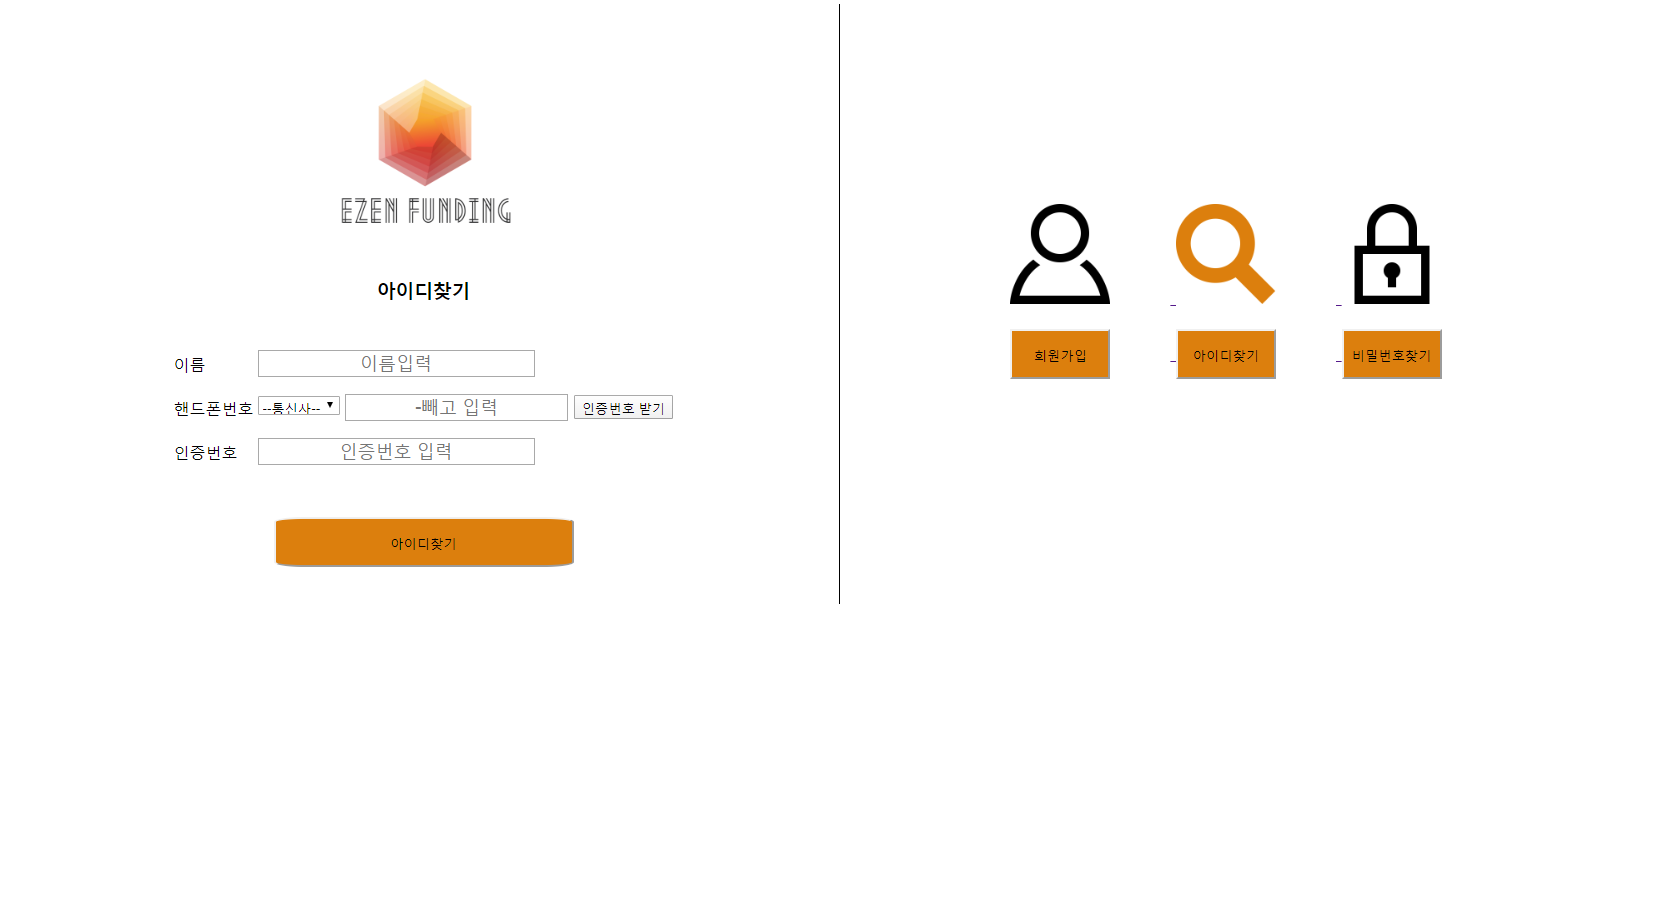 EZEN FUNDING
아이디찾기
이름 이름입력
핸드폰번호 --통신사-- -빼고 입력 인증번호 받기
인증번호 인증번호 입력
아이디찾기
회원가입 아이디찾기 비밀번호찾기